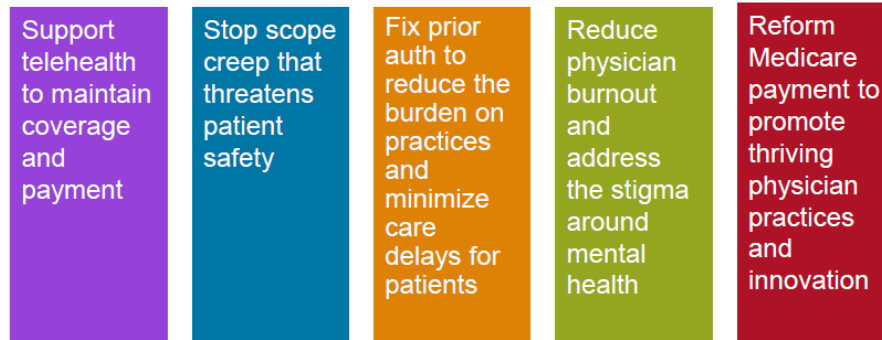 Support
telehealth
to maintain
coverage
and
payment
Stop scope
creep that
threatens
patient
safety
Fix prior
auth to
reduce the
burden on
practices
and
minimize
care
delays for
patients
Reduce
physician
burnout
and
address
the stigma
around
mental
health
Reform
Medicare
payment to
promote
thriving
physician
practices
and
innovation